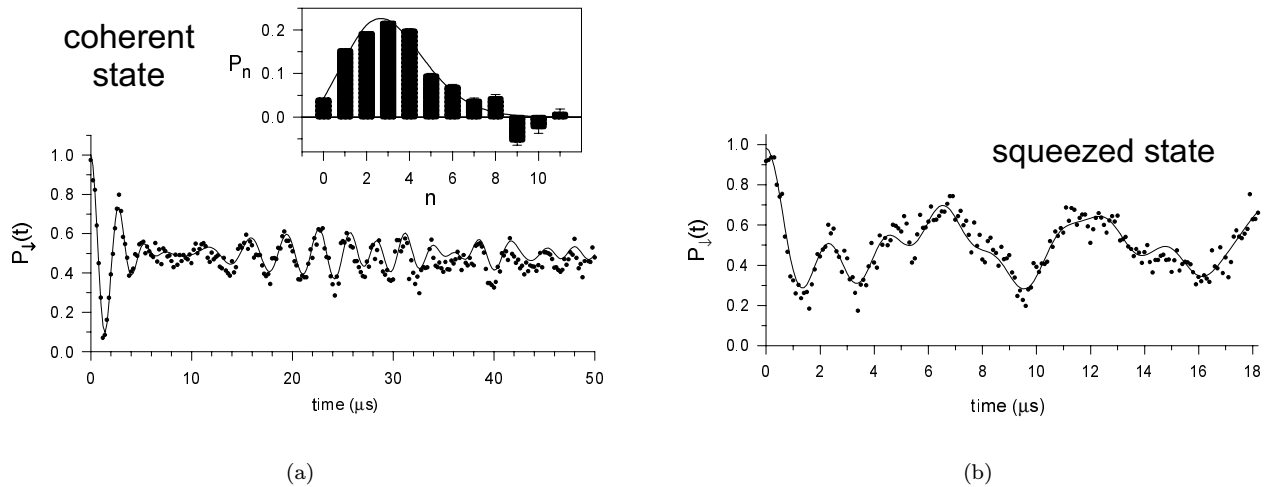 coherent
state
0.2
0.1
0.0
Pn
0 2 4 6 8 10
n
1.0
0.8
0.6
0.4
0.2
0.0
P↓(t)
0 10 20 30 40 50
time (μs)
(a)
squeezed state
1.0
0.8
0.6
0.4
0.2
0.0
P↓(t)
0 2 4 6 8 10 12 14 16 18
time (μs)
(b)